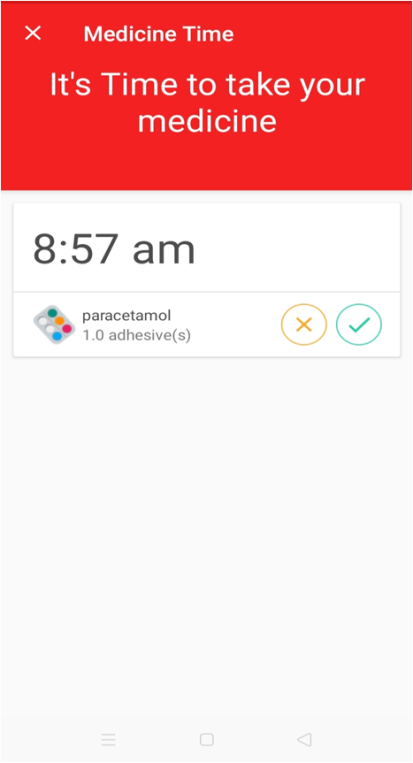 Medicine Time
It's Time to take your
medicine
8:57 am
paracetamol
1.0 adhesive(s)